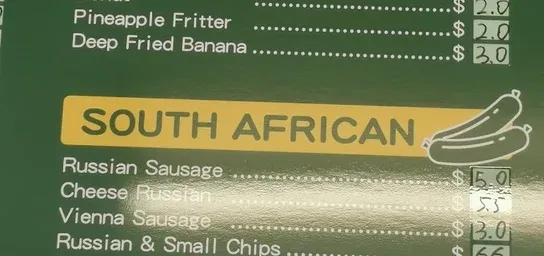 Pineapple Fritter ........ $ 2.0
Deep Fried Banana ........ $ 3.0
SOUTH AFRICAN
Russian Sausage ........ $ 5.0
Cheese Russian ........ $ 5.5
Vienna Sausage ........ $ 3.0
Russian & Small Chips ........ $